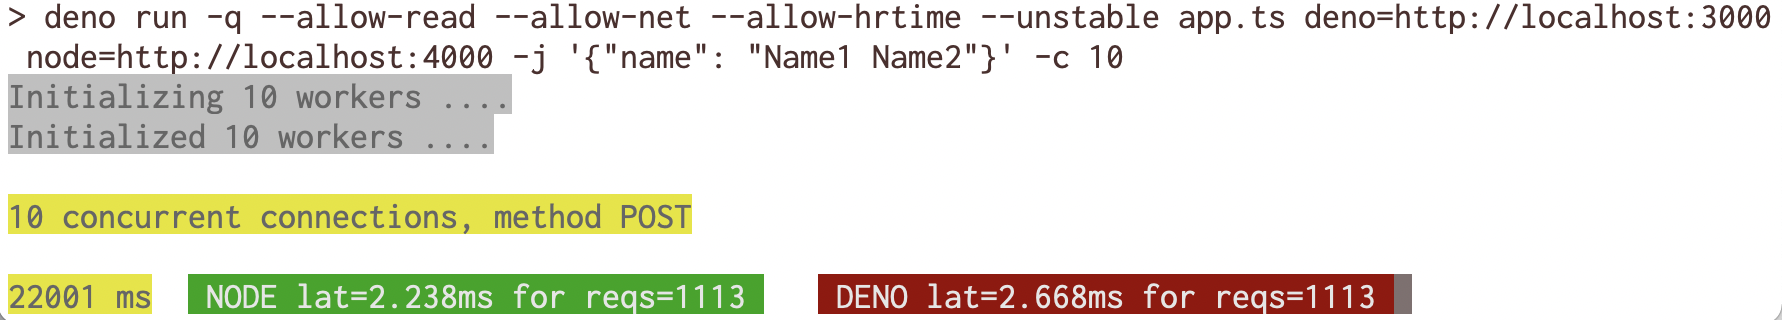 > deno run -q --allow-read --allow-net --allow-hrtime --unstable app.ts deno=http://localhost:3000
node=http://localhost:4000 -j '{"name": "Name1 Name2"}' -c 10
Initializing 10 workers ....
Initialized 10 workers ....
10 concurrent connections, method POST
22001 ms NODE lat=2.238ms for reqs=1113 DENO lat=2.668ms for reqs=1113